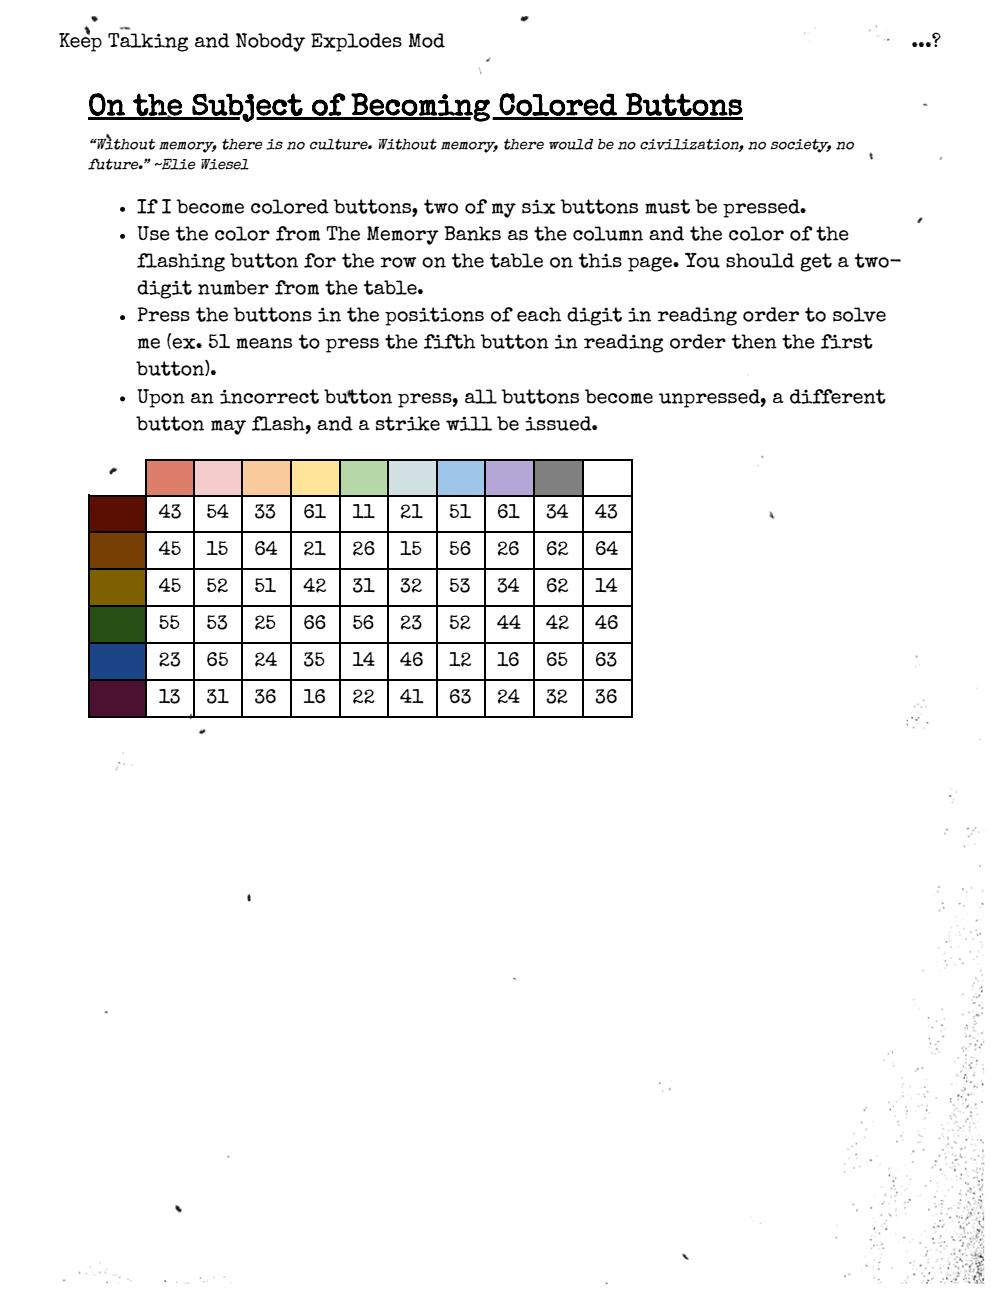 Keep Talking and Nobody Explodes Mod
...?
On the Subject of Becoming Colored Buttons
“Without memory, there is no culture. Without memory, there would be no civilization, no society, no
future.” ~Elie Wiesel
• If I become colored buttons, two of my six buttons must be pressed.
• Use the color from The Memory Banks as the column and the color of the
flashing button for the row on the table on this page. You should get a two-
digit number from the table.
• Press the buttons in the positions of each digit in reading order to solve
me (ex. 51 means to press the fifth button in reading order then the first
button).
• Upon an incorrect button press, all buttons become unpressed, a different
button may flash, and a strike will be issued.
43 54 33 61 11 21 51 61 34 43
45 15 64 21 26 15 56 26 62 64
45 52 51 42 31 32 53 34 62 14
55 53 25 66 56 23 52 44 42 46
23 65 24 35 14 46 12 16 65 63
13 31 36 16 22 41 63 24 32 36